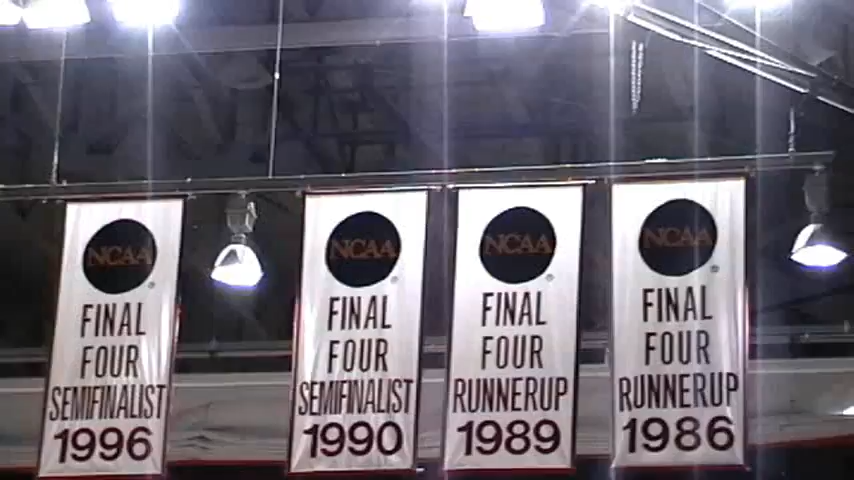 NCAA
FINAL
FOUR
SEMIFINALIST
1996
NCAA
FINAL
FOUR
SEMIFINALIST
1990
NCAA
FINAL
FOUR
RUNNERUP
1989
NCAA
FINAL
FOUR
RUNNERUP
1986